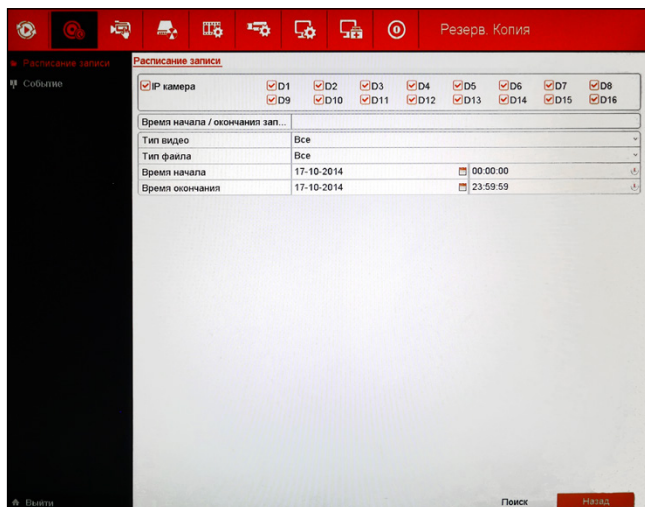 Резерв. Копия
Расписание записи
Событие
Расписание записи
IP камера D1 D2 D3 D4 D5 D6 D7 D8
D9 D10 D11 D12 D13 D14 D15 D16
Время начала / окончания зап...
Тип видео Все
Тип файла Все
Время начала 17-10-2014 00:00:00
Время окончания 17-10-2014 23:59:59
Выйти
Поиск Назад